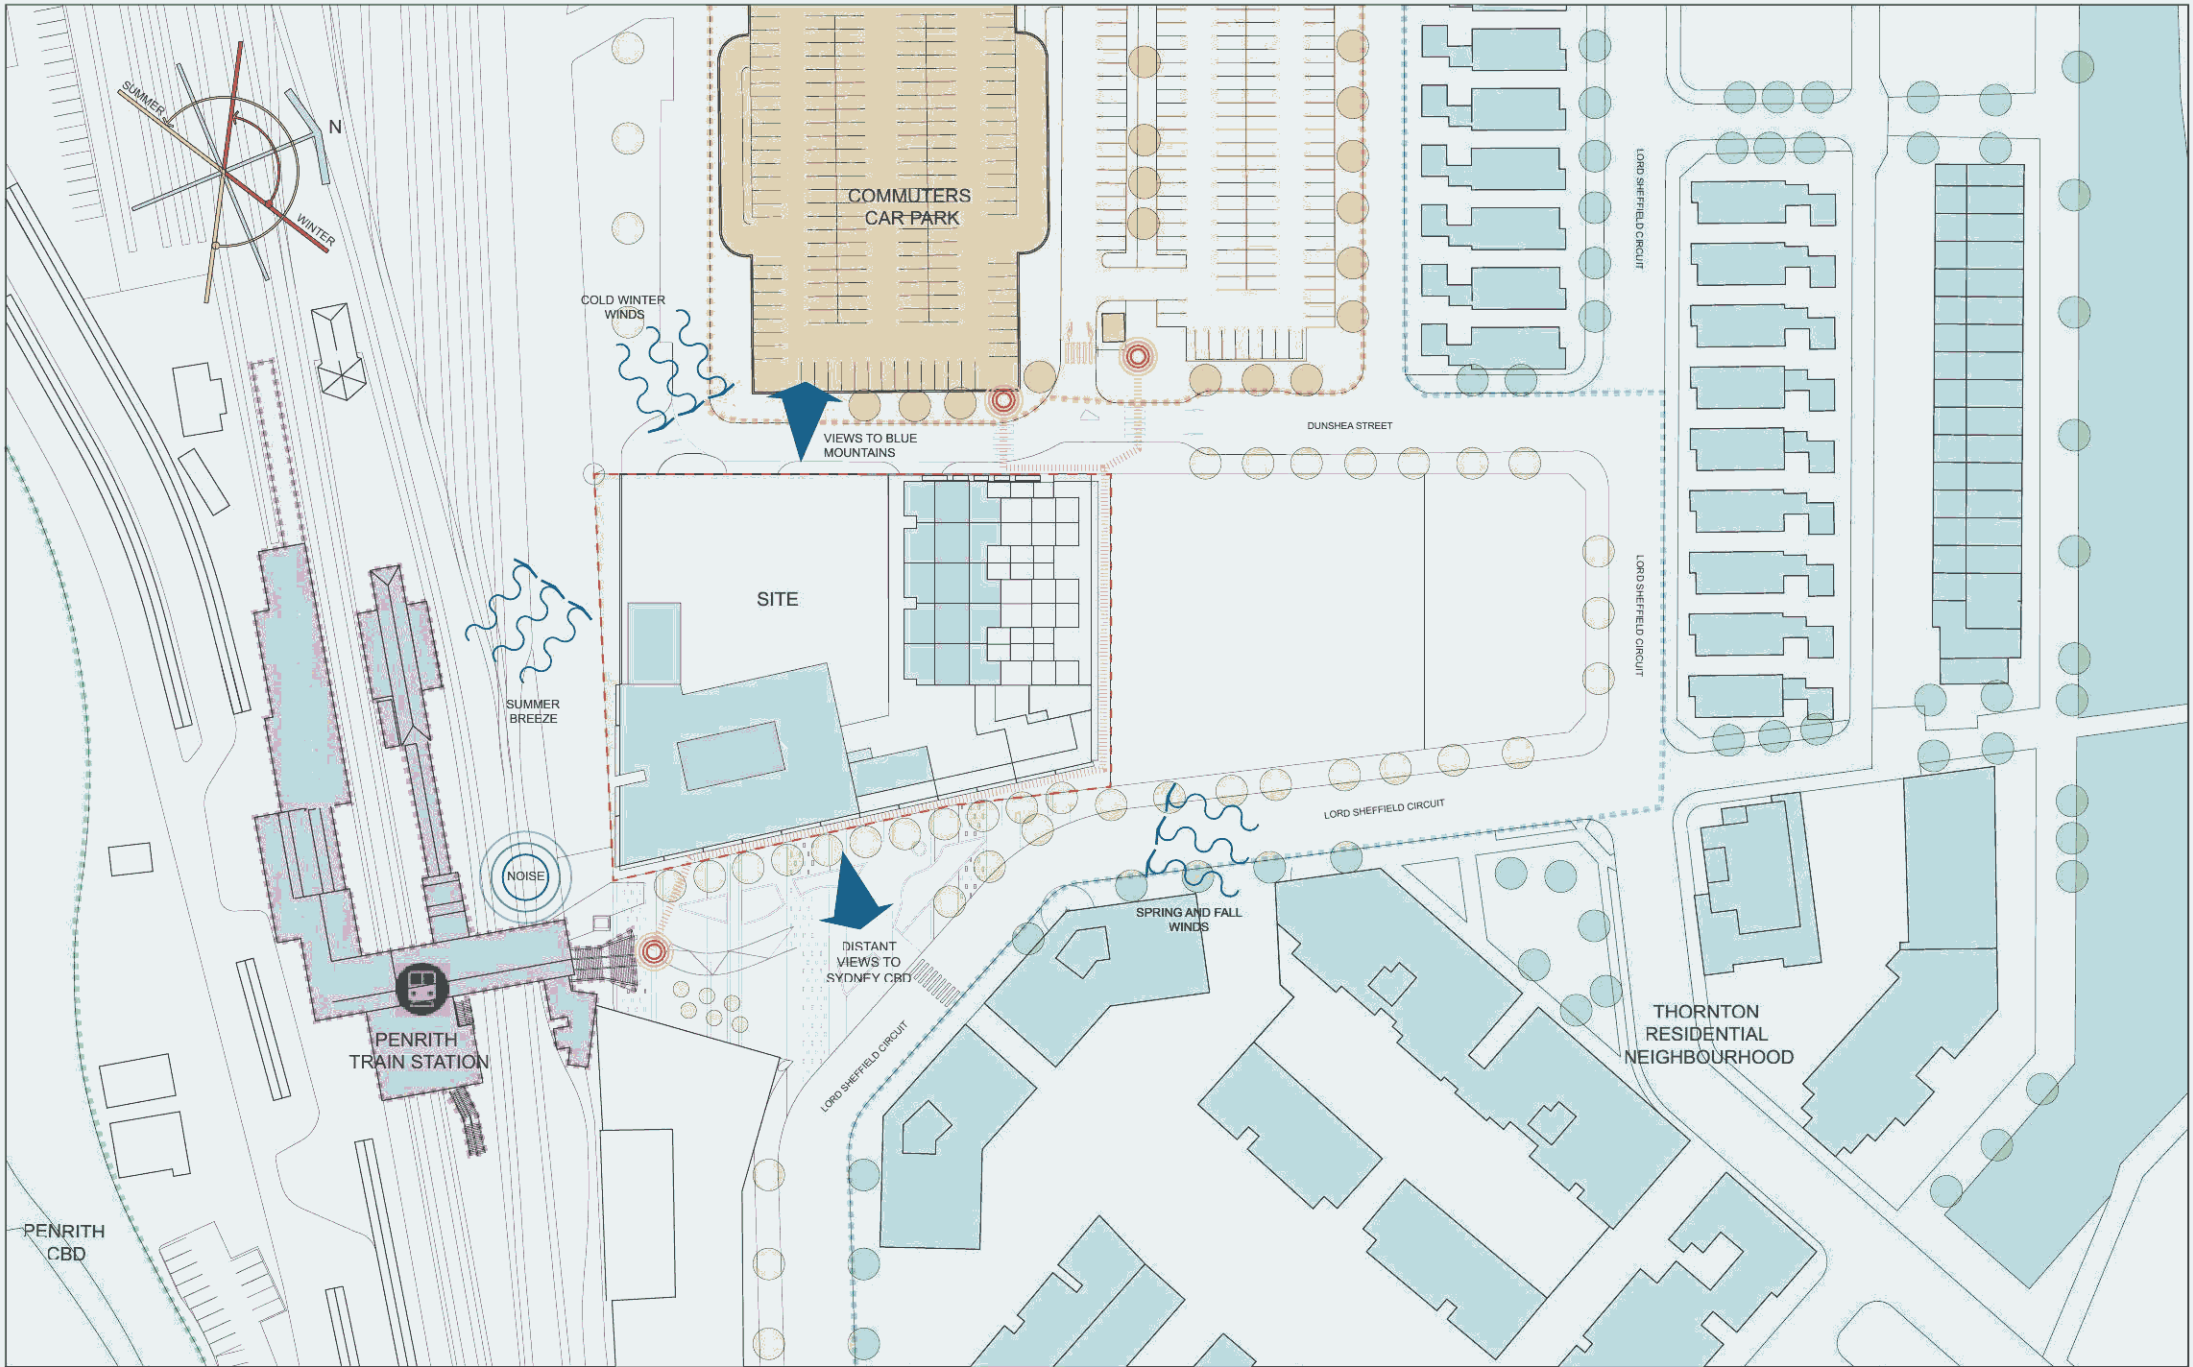 SUMMER
N
WINTER
COMMUTERS
CAR PARK
LORD SHEFFIELD CIRCUIT
COLD WINTER
WINDS
VIEWS TO BLUE
MOUNTAINS
DUNSHEA STREET
SITE
LORD SHEFFIELD CIRCUIT
SUMMER
BREEZE
LORD SHEFFIELD CIRCUIT
NOISE
SPRING AND FALL
WINDS
DISTANT
VIEWS TO
SYDNEY CBD
THORNTON
RESIDENTIAL
NEIGHBOURHOOD
PENRITH
TRAIN STATION
LORD SHEFFIELD CIRCUIT
PENRITH
CBD